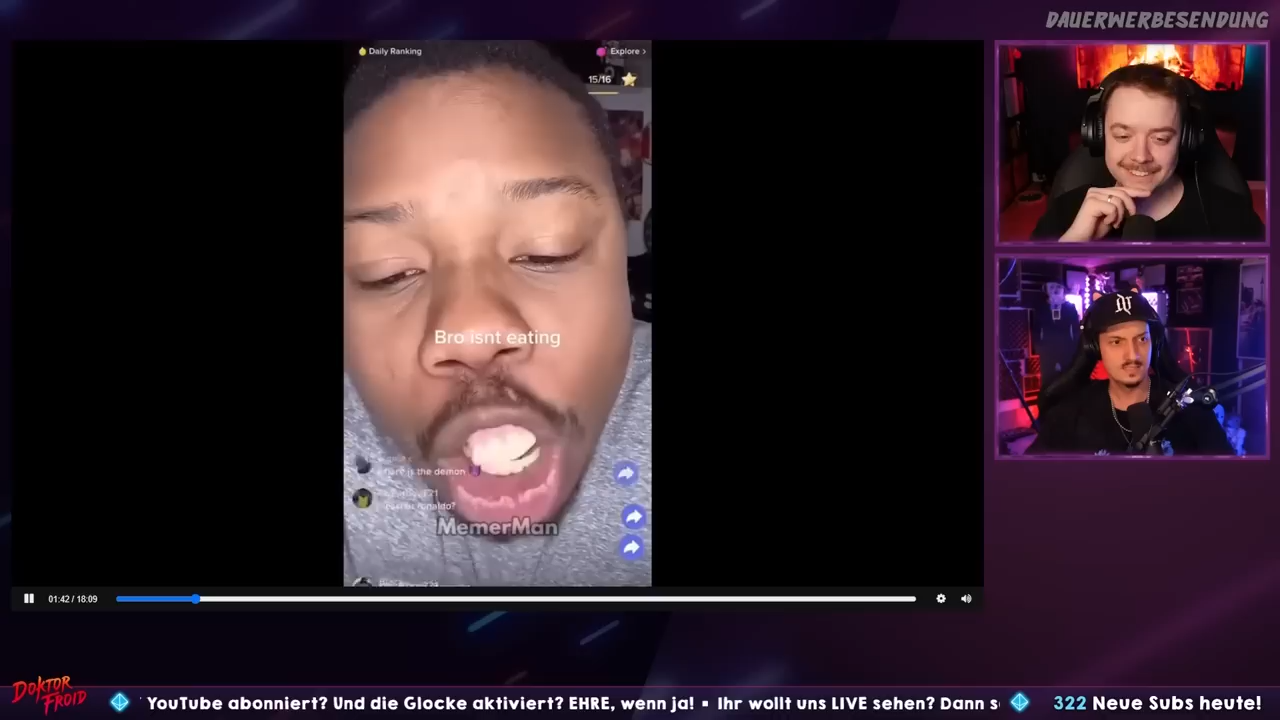 DAUERWERBESENDUNG
Daily Ranking
Explore >
15/16
Bro isnt eating
is the demon
MemerMan
01:42 / 18:09
DOKTOR
FROID
YouTube abonniert? Und die Glocke aktiviert? EHRE, wenn ja! ▪ Ihr wollt uns LIVE sehen? Dann s
322 Neue Subs heute!